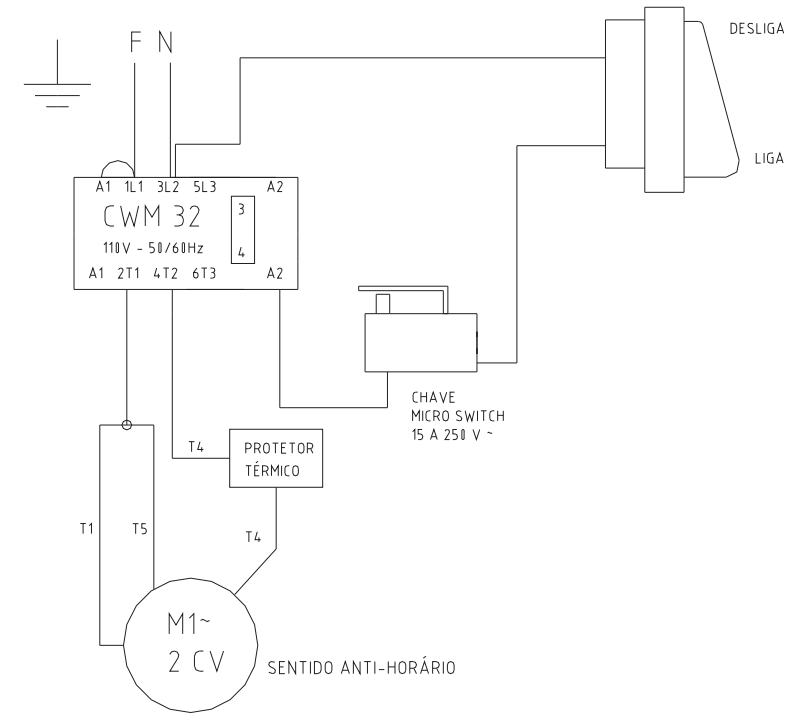 DESLIGA
F N
LIGA
A1 1L1 3L2 5L3 A2
CWM 32
3
110V - 50/60Hz
4
A1 2T1 4T2 6T3 A2
CHAVE
MICRO SWITCH
15 A 250 V ~
T4
PROTETOR
TÉRMICO
T1 T5
T4
M1~
2 CV
SENTIDO ANTI-HORÁRIO